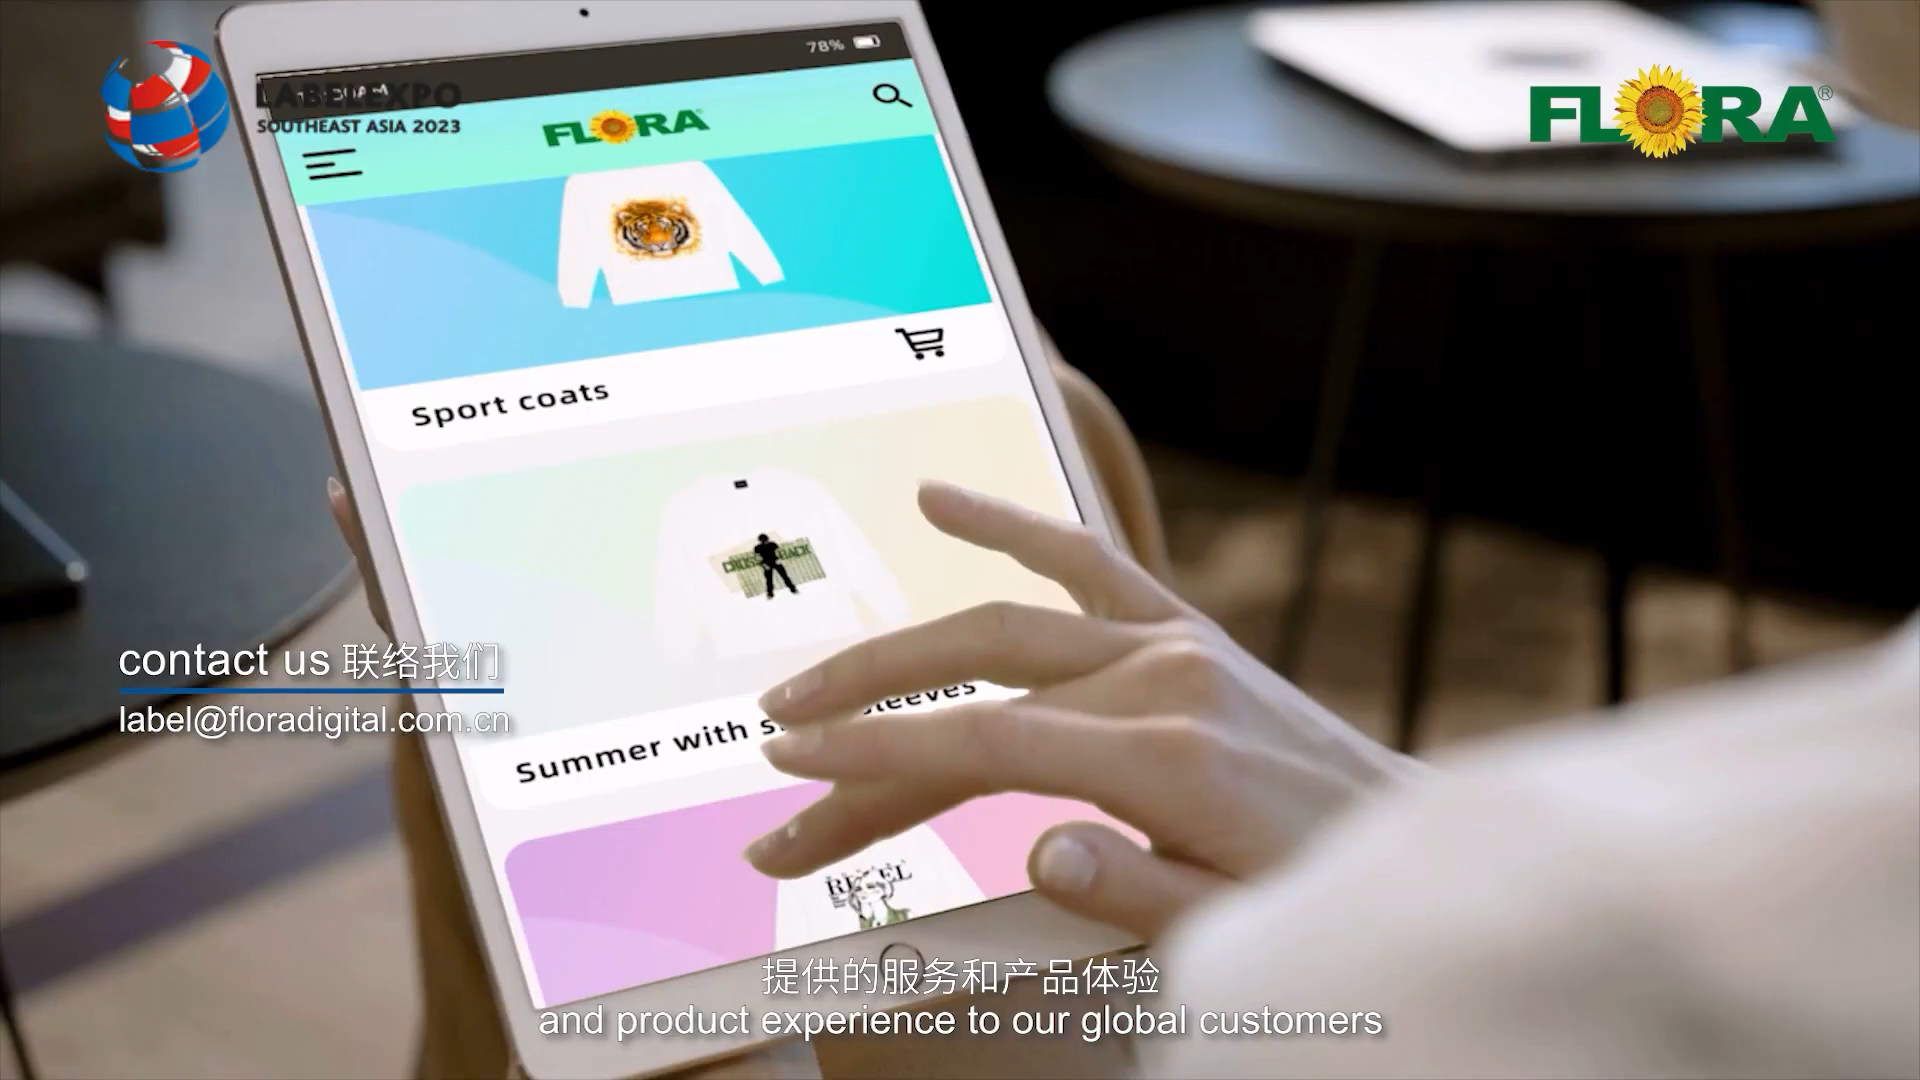 78%
LABELEXPO
SOUTHEAST ASIA 2023
FLORA
FLORA®
Sport coats
CROSS BACK
Summer with sleeves
contact us 联络我们
label@floradigital.com.cn
提供的服务和产品体验
and product experience to our global customers